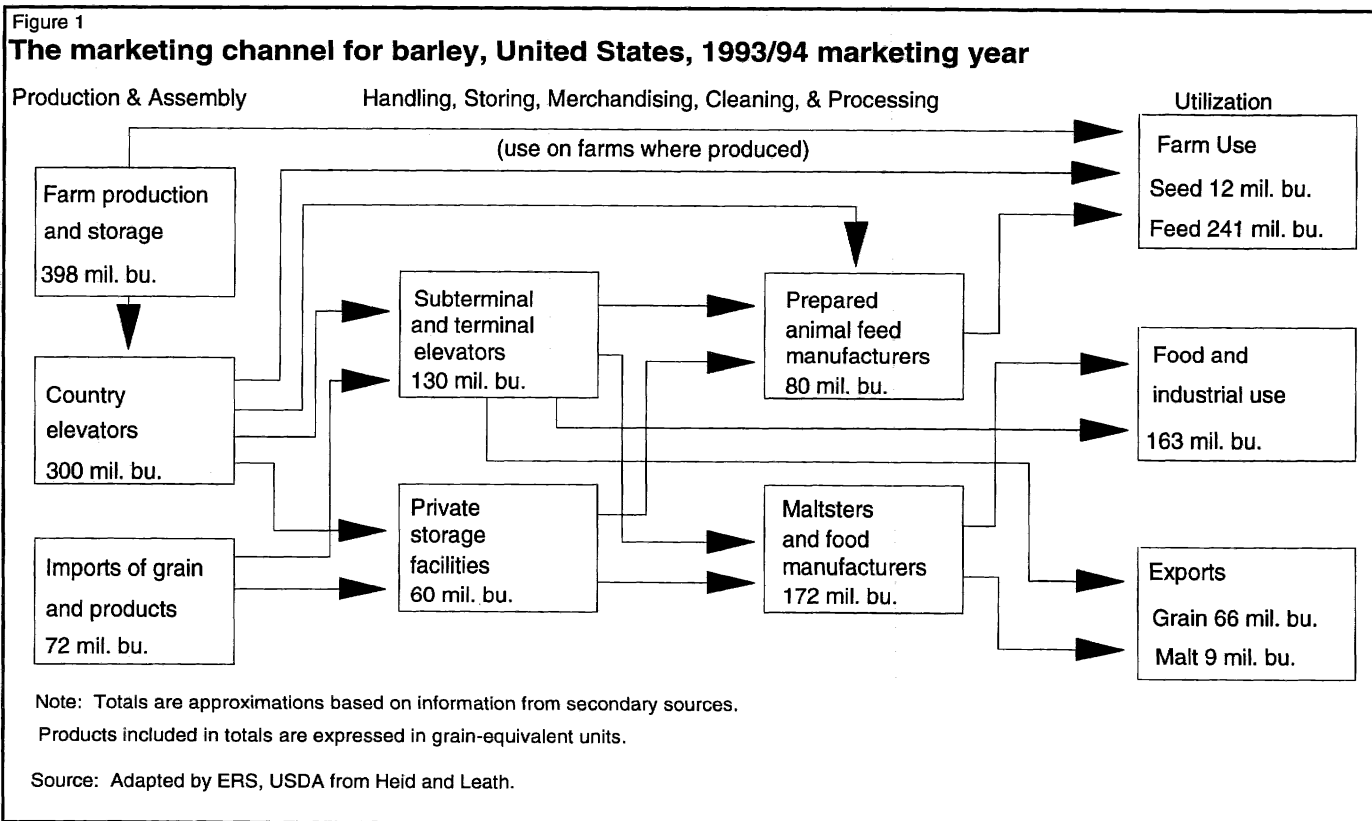 Figure 1
The marketing channel for barley, United States, 1993/94 marketing year
Production & Assembly
Handling, Storing, Merchandising, Cleaning, & Processing
Utilization
(use on farms where produced)
Farm production
and storage
398 mil. bu.
Country
elevators
300 mil. bu.
Imports of grain
and products
72 mil. bu.
Subterminal
and terminal
elevators
130 mil. bu.
Private
storage
facilities
60 mil. bu.
Prepared
animal feed
manufacturers
80 mil. bu.
Maltsters
and food
manufacturers
172 mil. bu.
Farm Use
Seed 12 mil. bu.
Feed 241 mil. bu.
Food and
industrial use
163 mil. bu.
Exports
Grain 66 mil. bu.
Malt 9 mil. bu.
Note: Totals are approximations based on information from secondary sources.
Products included in totals are expressed in grain-equivalent units.
Source: Adapted by ERS, USDA from Heid and Leath.